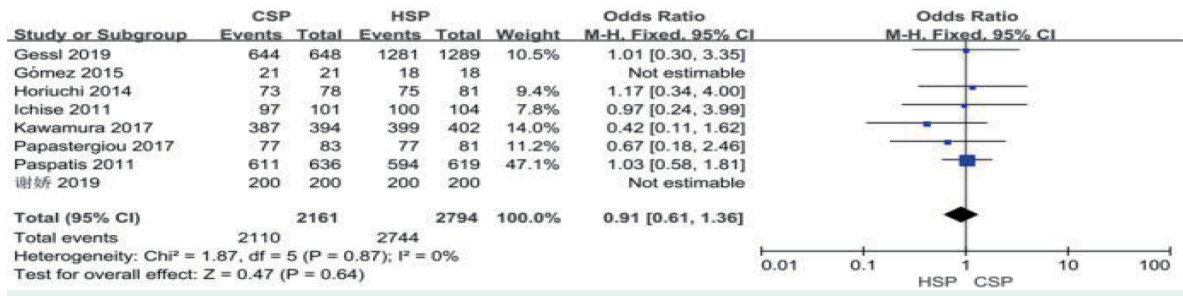 CSP HSP Odds Ratio Odds Ratio
Study or Subgroup Events Total Events Total Weight M-H, Fixed, 95% CI M-H, Fixed, 95% CI
Gessl 2019 644 648 1281 1289 10.5% 1.01 [0.30, 3.35]
Gómez 2015 21 21 18 18 Not estimable
Horiuchi 2014 73 78 75 81 9.4% 1.17 [0.34, 4.00]
Ichise 2011 97 101 100 104 7.8% 0.97 [0.24, 3.99]
Kawamura 2017 387 394 399 402 14.0% 0.42 [0.11, 1.62]
Papastergiou 2017 77 83 77 81 11.2% 0.67 [0.18, 2.46]
Paspatis 2011 611 636 594 619 47.1% 1.03 [0.58, 1.81]
谢娇 2019 200 200 200 200 Not estimable
Total (95% CI) 2161 2794 100.0% 0.91 [0.61, 1.36]
Total events 2110 2744
Heterogeneity: Chi² = 1.87, df = 5 (P = 0.87); I² = 0%
Test for overall effect: Z = 0.47 (P = 0.64)
0.01 0.1 1 10 100
HSP CSP